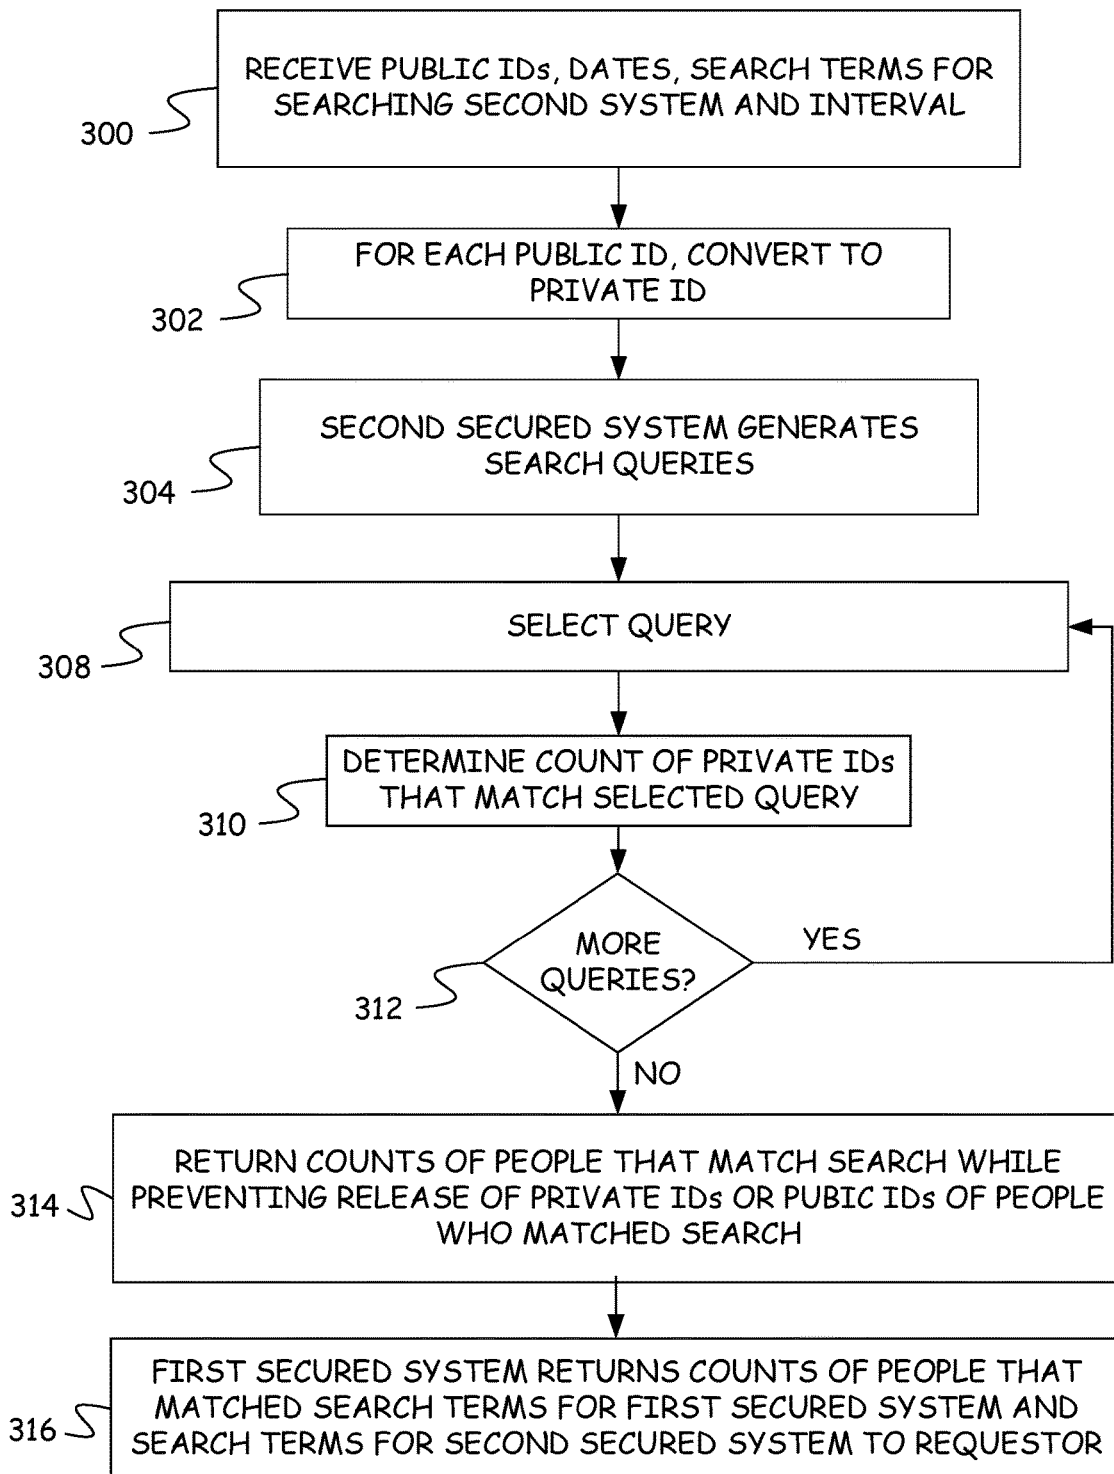 RECEIVE PUBLIC IDs, DATES, SEARCH TERMS FOR
SEARCHING SECOND SYSTEM AND INTERVAL
300
FOR EACH PUBLIC ID, CONVERT TO
PRIVATE ID
302
SECOND SECURED SYSTEM GENERATES
SEARCH QUERIES
304
SELECT QUERY
308
DETERMINE COUNT OF PRIVATE IDs
THAT MATCH SELECTED QUERY
310
MORE
QUERIES?
YES
312
NO
RETURN COUNTS OF PEOPLE THAT MATCH SEARCH WHILE
PREVENTING RELEASE OF PRIVATE IDs OR PUBIC IDs OF PEOPLE
WHO MATCHED SEARCH
314
FIRST SECURED SYSTEM RETURNS COUNTS OF PEOPLE THAT
MATCHED SEARCH TERMS FOR FIRST SECURED SYSTEM AND
SEARCH TERMS FOR SECOND SECURED SYSTEM TO REQUESTOR
316